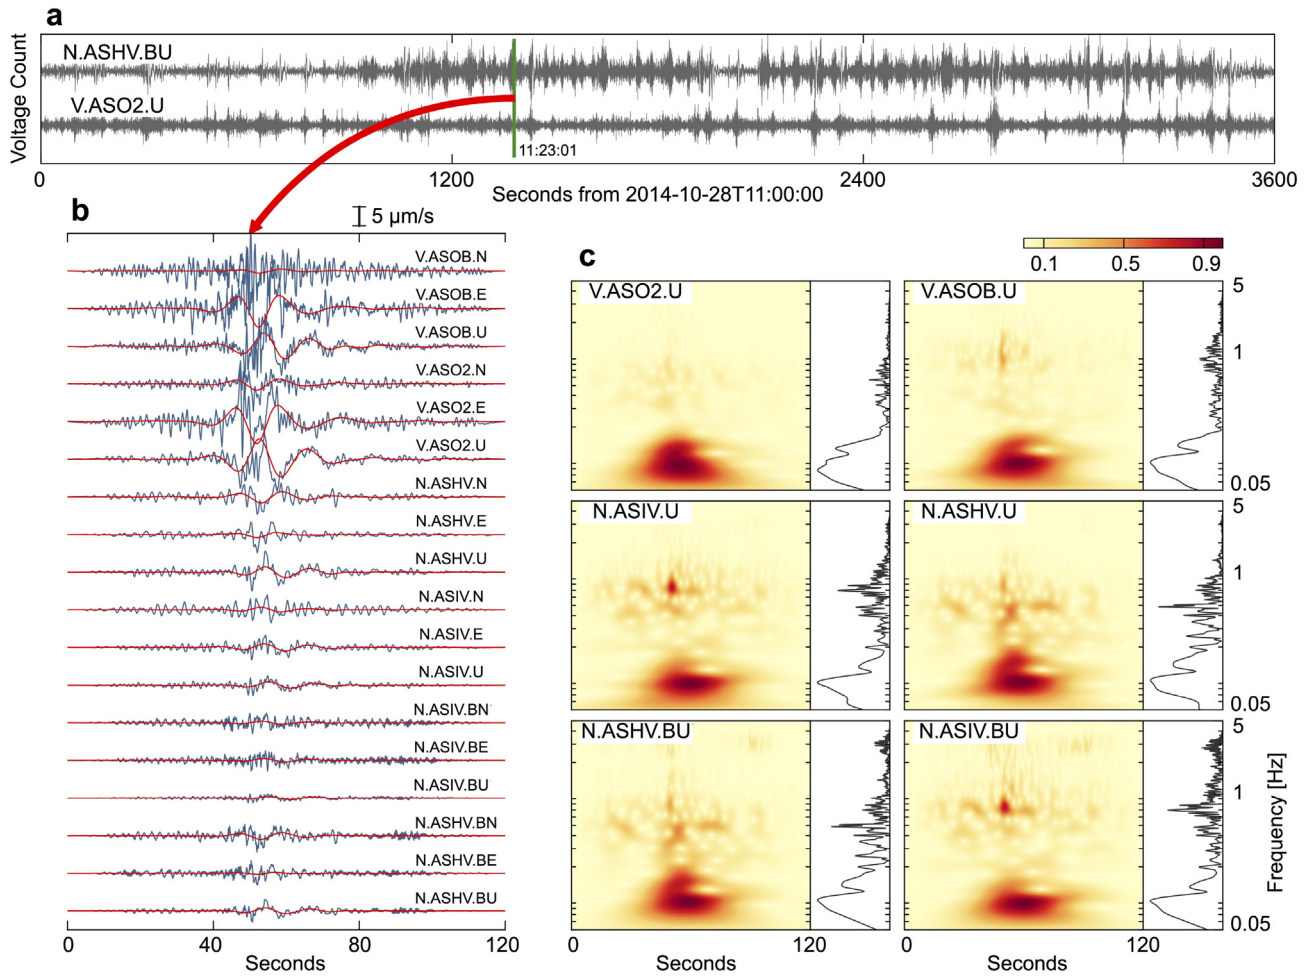 a
Voltage Count
N.ASHV.BU
V.ASO2.U
11:23:01
0 1200 2400 3600
Seconds from 2014-10-28T11:00:00
b
5 μm/s
0 40 80 120
V.ASOB.N
V.ASOB.E
V.ASOB.U
V.ASO2.N
V.ASO2.E
V.ASO2.U
N.ASHV.N
N.ASHV.E
N.ASHV.U
N.ASIV.N
N.ASIV.E
N.ASIV.U
N.ASIV.BN
N.ASIV.BE
N.ASIV.BU
N.ASHV.BN
N.ASHV.BE
N.ASHV.BU
0 40 80 120
Seconds
c
0.1 0.5 0.9
V.ASO2.U V.ASOB.U
5
1
0.05
N.ASIV.U N.ASHV.U
5
1
0.05
N.ASHV.BU N.ASIV.BU
5
1
0.05
Frequency [Hz]
0 120 0 120
Seconds Seconds